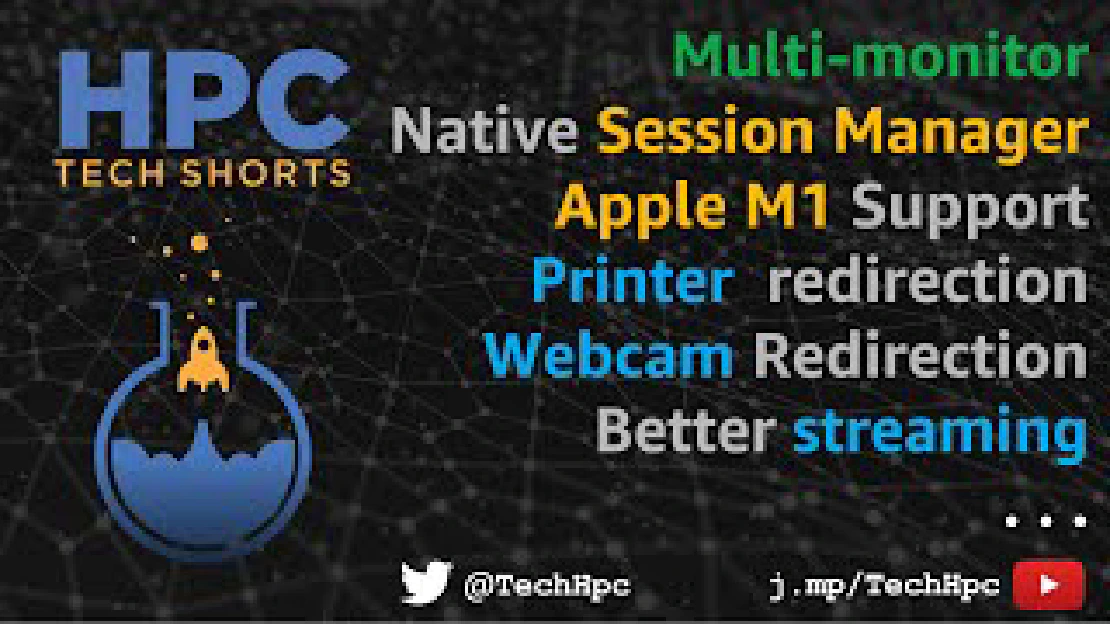 HPC
TECH SHORTS
Multi-monitor
Native Session Manager
Apple M1 Support
Printer redirection
Webcam Redirection
Better streaming
...
@TechHpc
j.mp/TechHpc